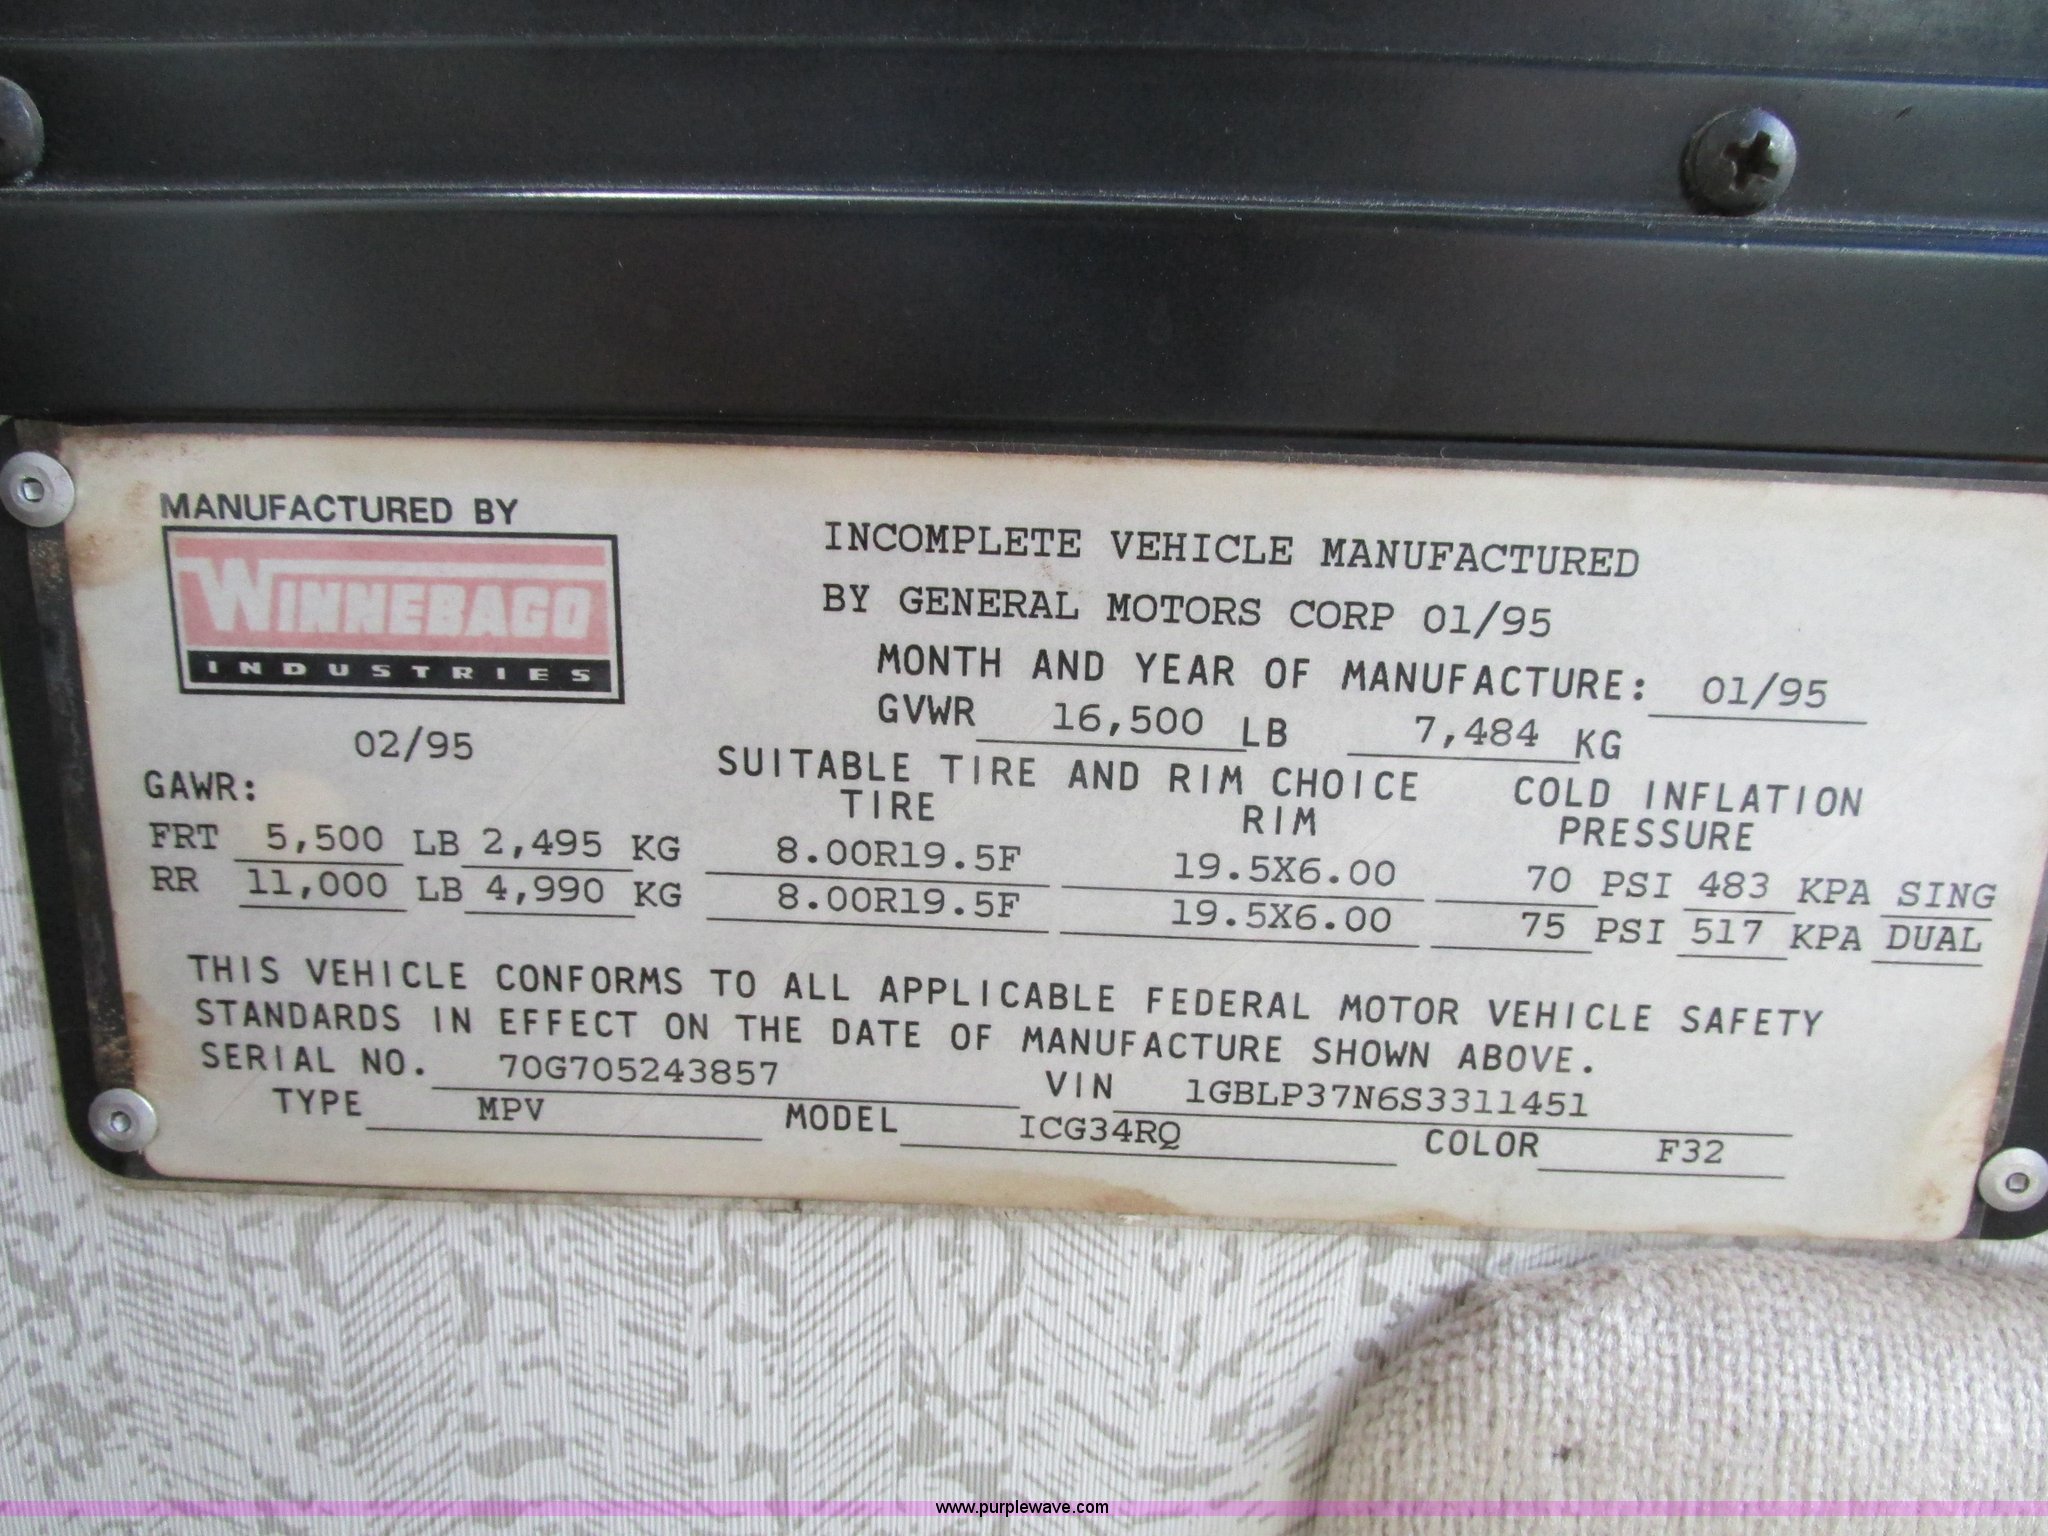 MANUFACTURED BY
WINNEBAGO
INDUSTRIES
02/95
INCOMPLETE VEHICLE MANUFACTURED
BY GENERAL MOTORS CORP 01/95
MONTH AND YEAR OF MANUFACTURE: 01/95
GVWR 16,500 LB 7,484 KG
GAWR:
SUITABLE TIRE AND RIM CHOICE
TIRE RIM
COLD INFLATION
PRESSURE
FRT 5,500 LB 2,495 KG 8.00R19.5F 19.5X6.00 70 PSI 483 KPA SING
RR 11,000 LB 4,990 KG 8.00R19.5F 19.5X6.00 75 PSI 517 KPA DUAL
THIS VEHICLE CONFORMS TO ALL APPLICABLE FEDERAL MOTOR VEHICLE SAFETY
STANDARDS IN EFFECT ON THE DATE OF MANUFACTURE SHOWN ABOVE.
SERIAL NO. 70G705243857 VIN 1GBLP37N6S3311451
TYPE MPV MODEL ICG34RQ COLOR F32
www.purplewave.com